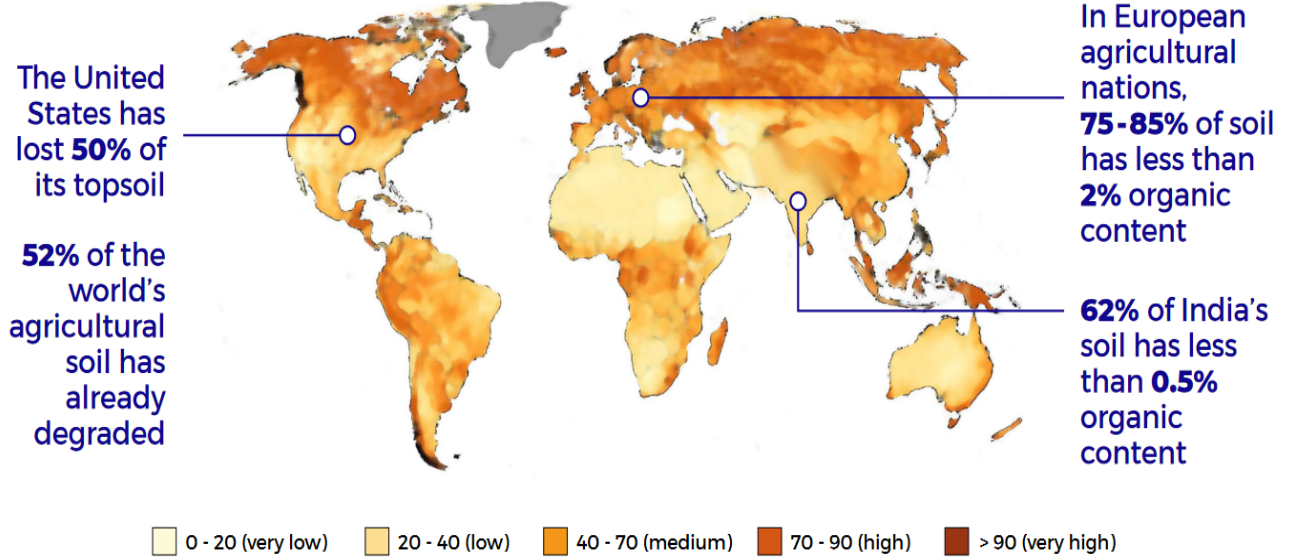 The United
States has
lost 50% of
its topsoil
52% of the
world's
agricultural
soil has
already
degraded
In European
agricultural
nations,
75-85% of soil
has less than
2% organic
content
62% of India's
soil has less
than 0.5%
organic
content
0 - 20 (very low)
20 - 40 (low)
40 - 70 (medium)
70 - 90 (high)
> 90 (very high)